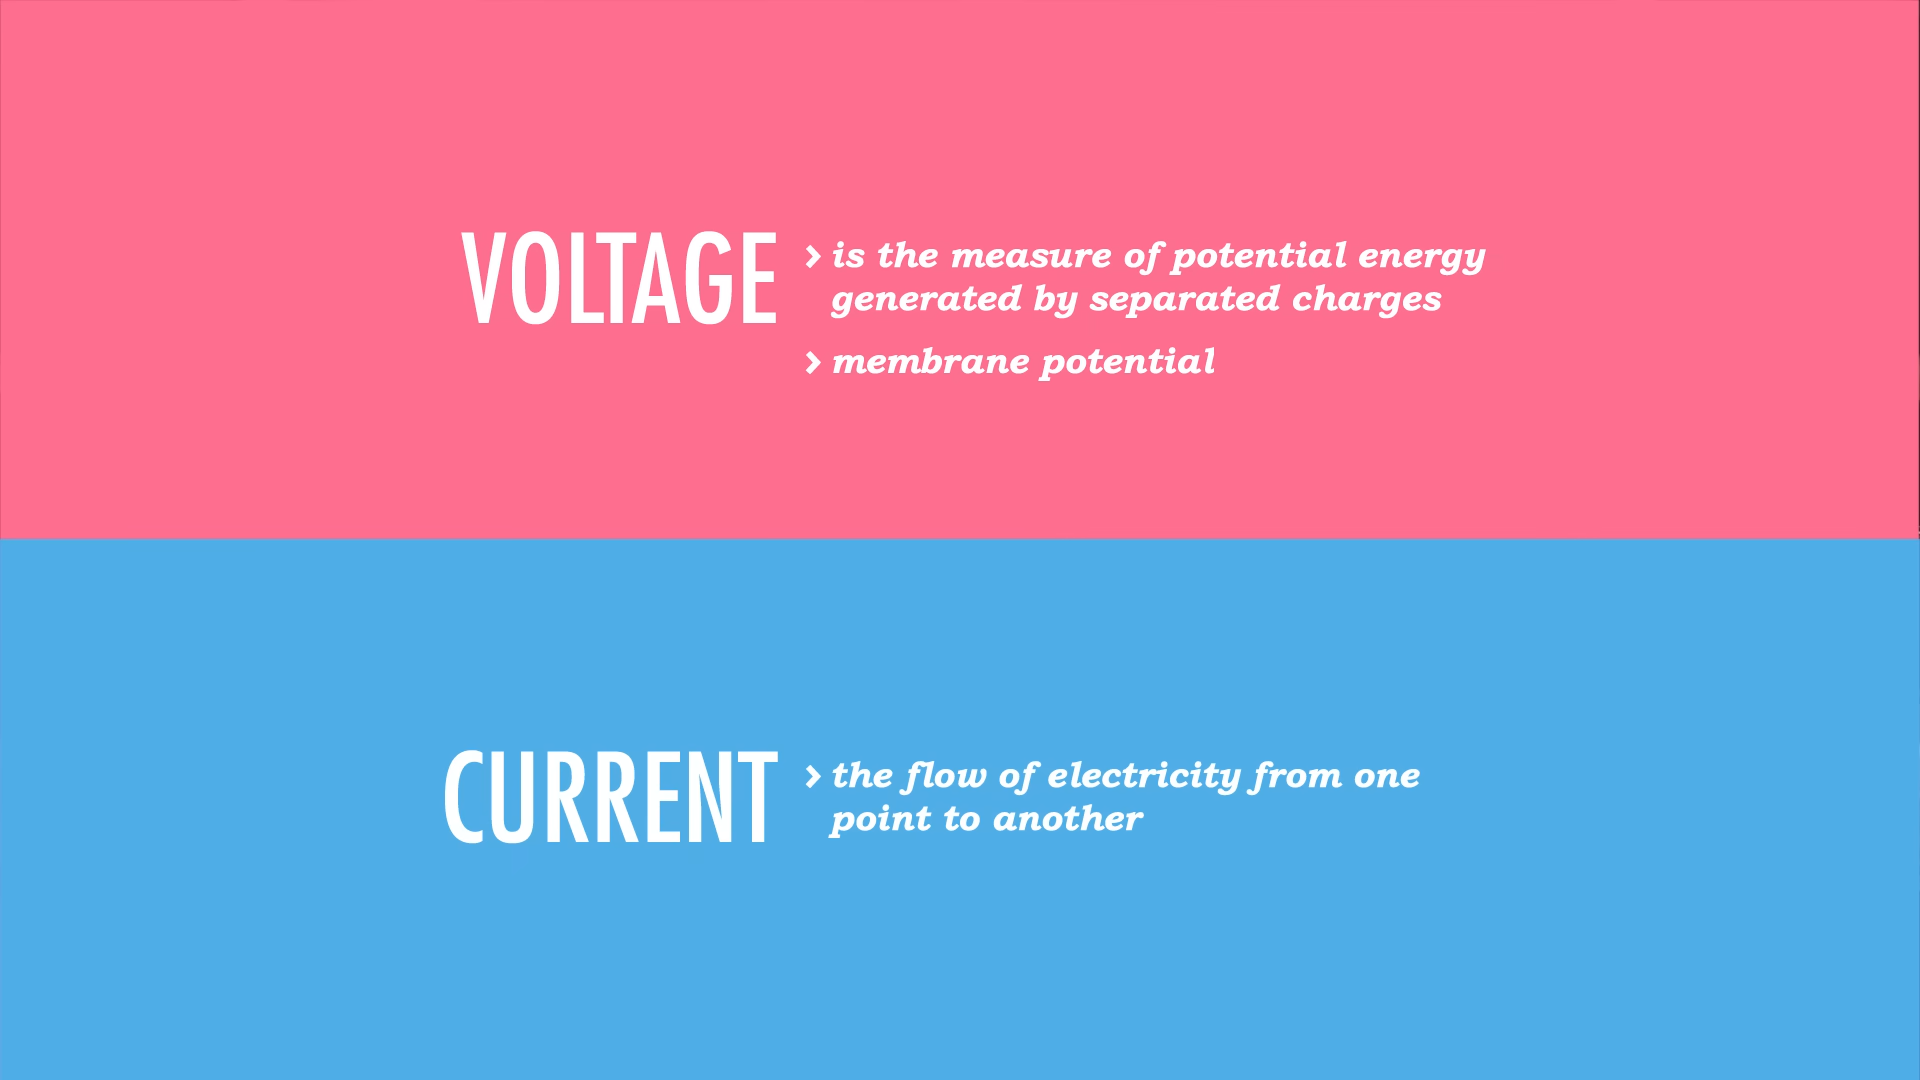 VOLTAGE
› is the measure of potential energy
generated by separated charges
› membrane potential
CURRENT
› the flow of electricity from one
point to another